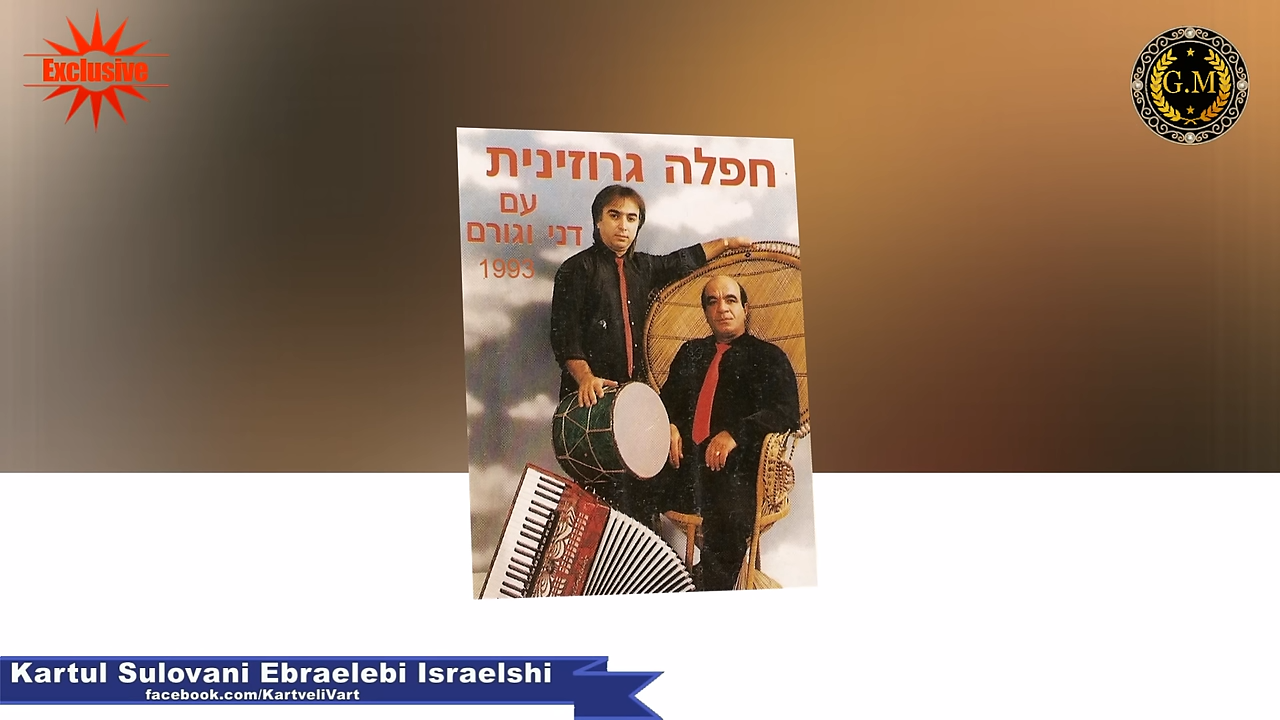 Exclusive
G.M
חפלה גרוזינית
עם
דני וגורם
1993
Kartul Sulovani Ebraelebi Israelshi
facebook.com/KartveliVart